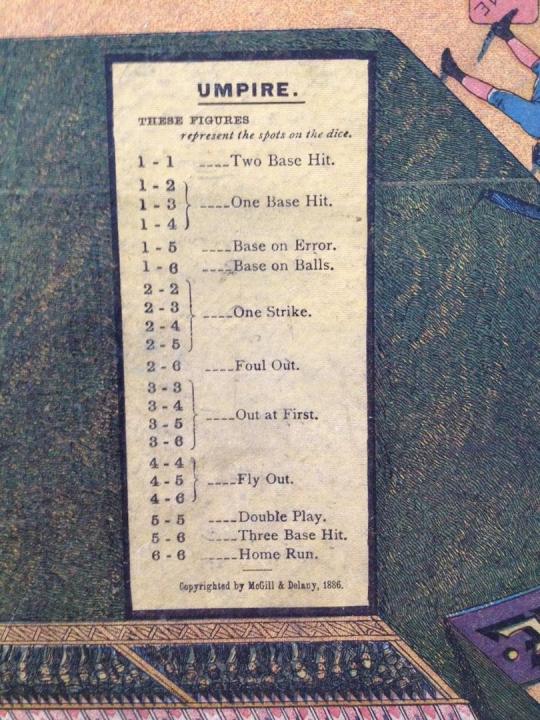 UMPIRE.
THESE FIGURES
represent the spots on the dice.
1 - 1 ----Two Base Hit.
1 - 2
1 - 3 ----One Base Hit.
1 - 4
1 - 5 ----Base on Error.
1 - 6 ----Base on Balls.
2 - 2
2 - 3 ----One Strike.
2 - 4
2 - 5
2 - 6 ----Foul Out.
3 - 3
3 - 4 ----Out at First.
3 - 5
3 - 6
4 - 4
4 - 5 ----Fly Out.
4 - 6
5 - 5 ----Double Play.
5 - 6 ----Three Base Hit.
6 - 6 -----Home Run.
Copyrighted by McGill & Delany, 1886.